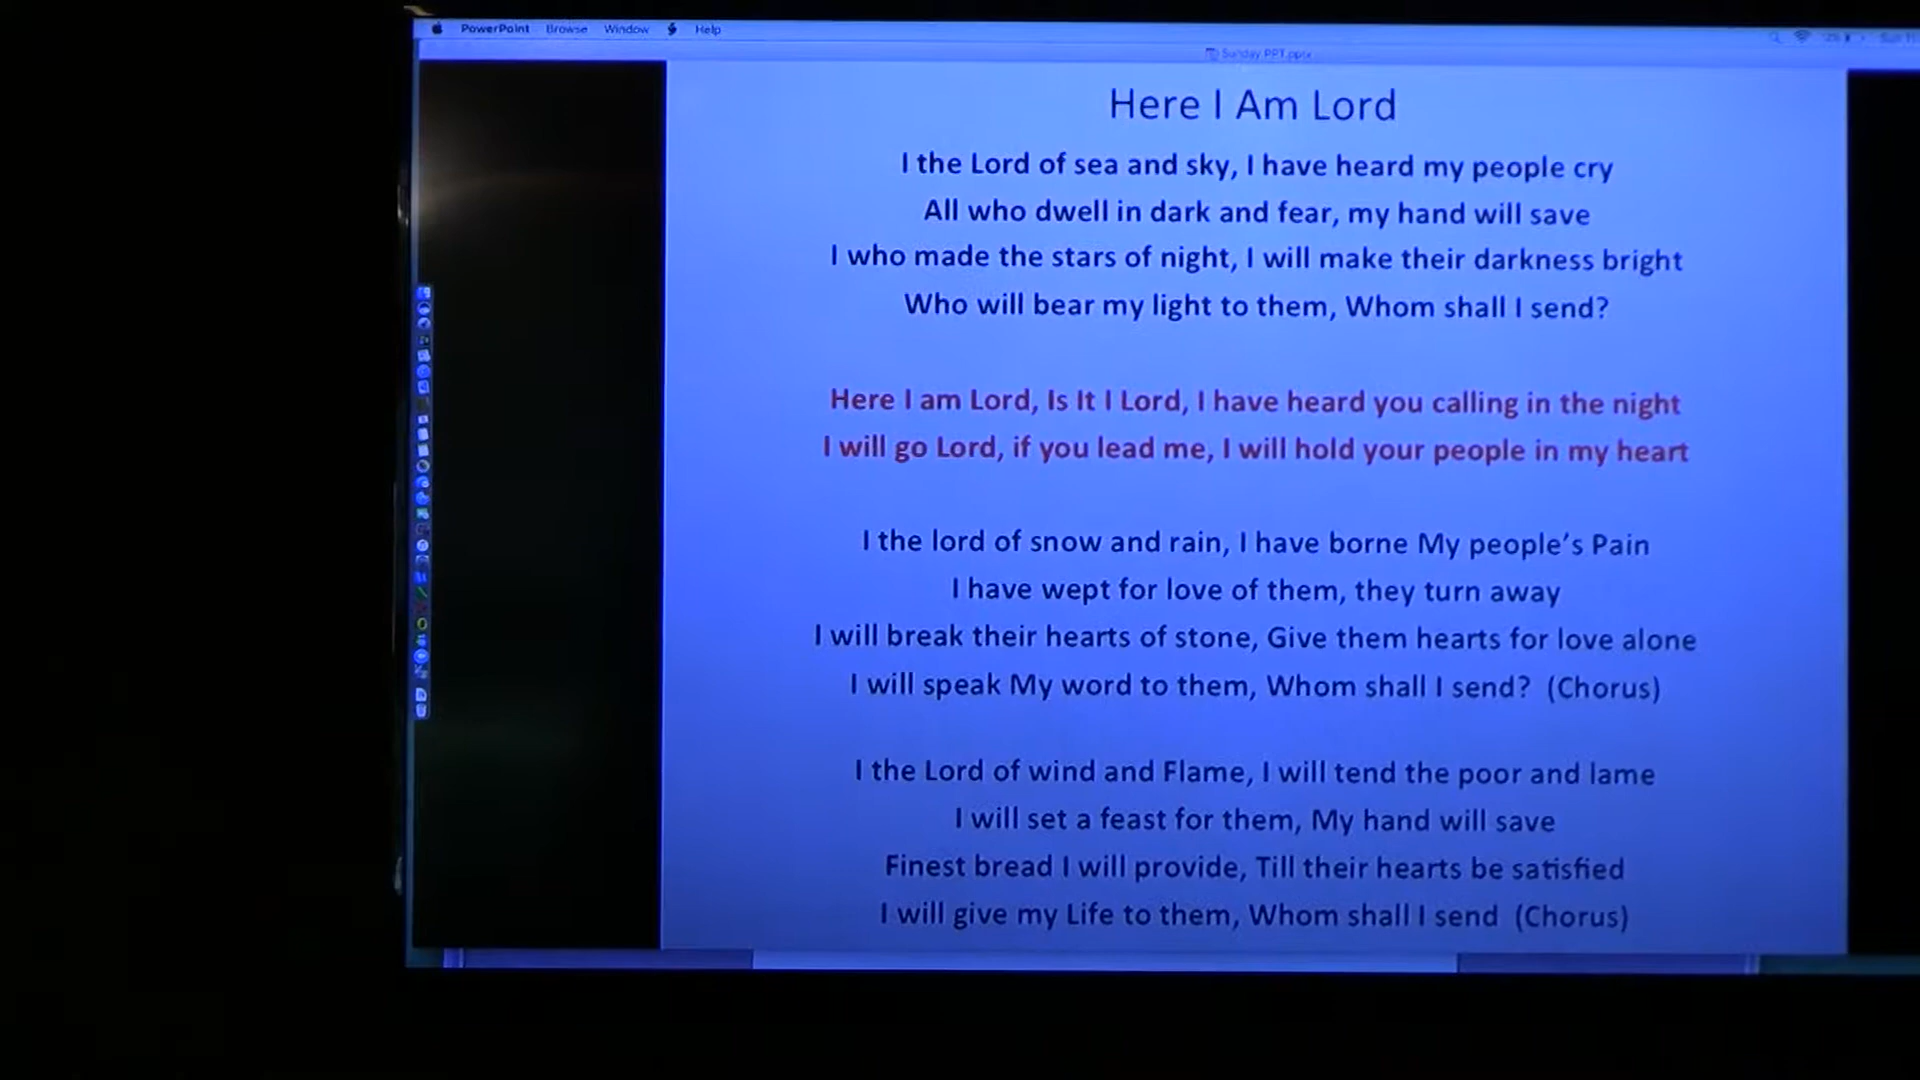 PowerPoint Browse Window Help
Sunday PPT.pptx
Here I Am Lord
I the Lord of sea and sky, I have heard my people cry
All who dwell in dark and fear, my hand will save
I who made the stars of night, I will make their darkness bright
Who will bear my light to them, Whom shall I send?
Here I am Lord, Is It I Lord, I have heard you calling in the night
I will go Lord, if you lead me, I will hold your people in my heart
I the lord of snow and rain, I have borne My people’s Pain
I have wept for love of them, they turn away
I will break their hearts of stone, Give them hearts for love alone
I will speak My word to them, Whom shall I send? (Chorus)
I the Lord of wind and Flame, I will tend the poor and lame
I will set a feast for them, My hand will save
Finest bread I will provide, Till their hearts be satisfied
I will give my Life to them, Whom shall I send (Chorus)